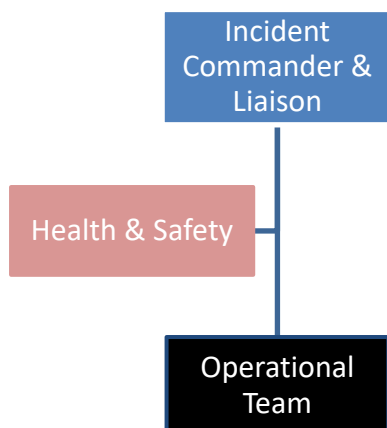 Incident
Commander &
Liaison
Health & Safety
Operational
Team